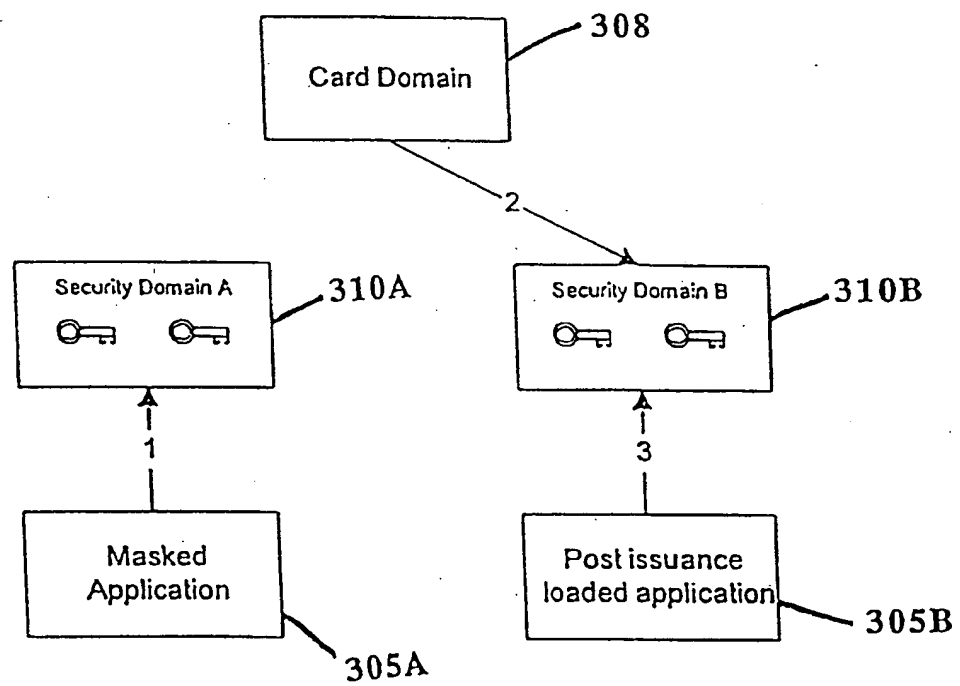 308
Card Domain
2
Security Domain A
310A
Security Domain B
310B
1
3
Masked
Application
305A
Post issuance
loaded application
305B